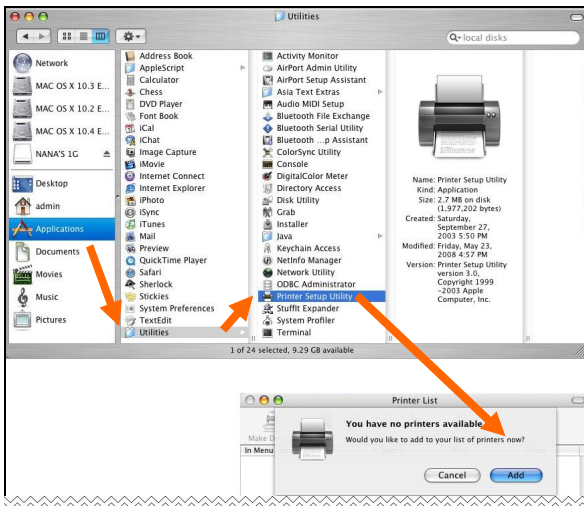 Utilities
local disks
Network
MAC OS X 10.3 E...
MAC OS X 10.2 E...
MAC OS X 10.4 E...
NANA'S 1G
Desktop
admin
Applications
Documents
Movies
Music
Pictures
Address Book
AppleScript
Calculator
Chess
DVD Player
Font Book
iCal
iChat
Image Capture
iMovie
Internet Connect
Internet Explorer
iPhoto
iSync
iTunes
Mail
Preview
QuickTime Player
Safari
Sherlock
Stickies
System Preferences
TextEdit
Utilities
Activity Monitor
AirPort Admin Utility
AirPort Setup Assistant
Asia Text Extras
Audio MIDI Setup
Bluetooth File Exchange
Bluetooth Serial Utility
Bluetooth ...p Assistant
ColorSync Utility
Console
DigitalColor Meter
Directory Access
Disk Utility
Grab
Installer
Java
Keychain Access
NetInfo Manager
Network Utility
ODBC Administrator
Printer Setup Utility
StuffIt Expander
System Profiler
Terminal
Name: Printer Setup Utility
Kind: Application
Size: 2.7 MB on disk
(1,977,202 bytes)
Created: Saturday,
September 27,
2003 5:50 PM
Modified: Friday, May 23,
2008 4:57 PM
Version: Printer Setup Utility
version 3.0,
Copyright 1999
-2003 Apple
Computer, Inc.
1 of 24 selected, 9.29 GB available
Printer List
Make D
In Menu
You have no printers available
Would you like to add to your list of printers now?
Cancel
Add